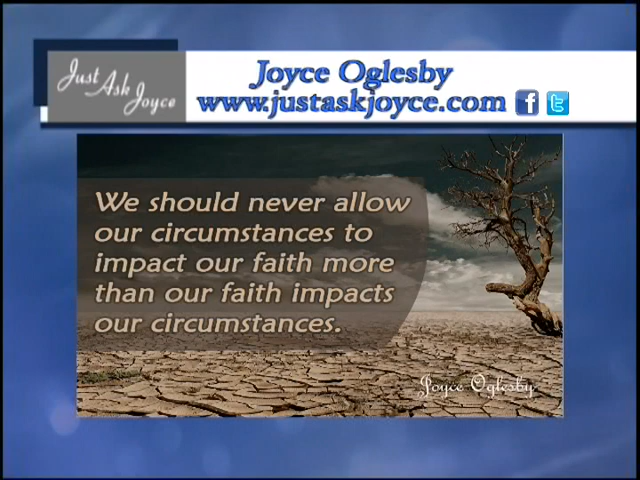 Just
Ask
Joyce
Joyce Oglesby
www.justaskjoyce.com
We should never allow
our circumstances to
impact our faith more
than our faith impacts
our circumstances.
Joyce Oglesby